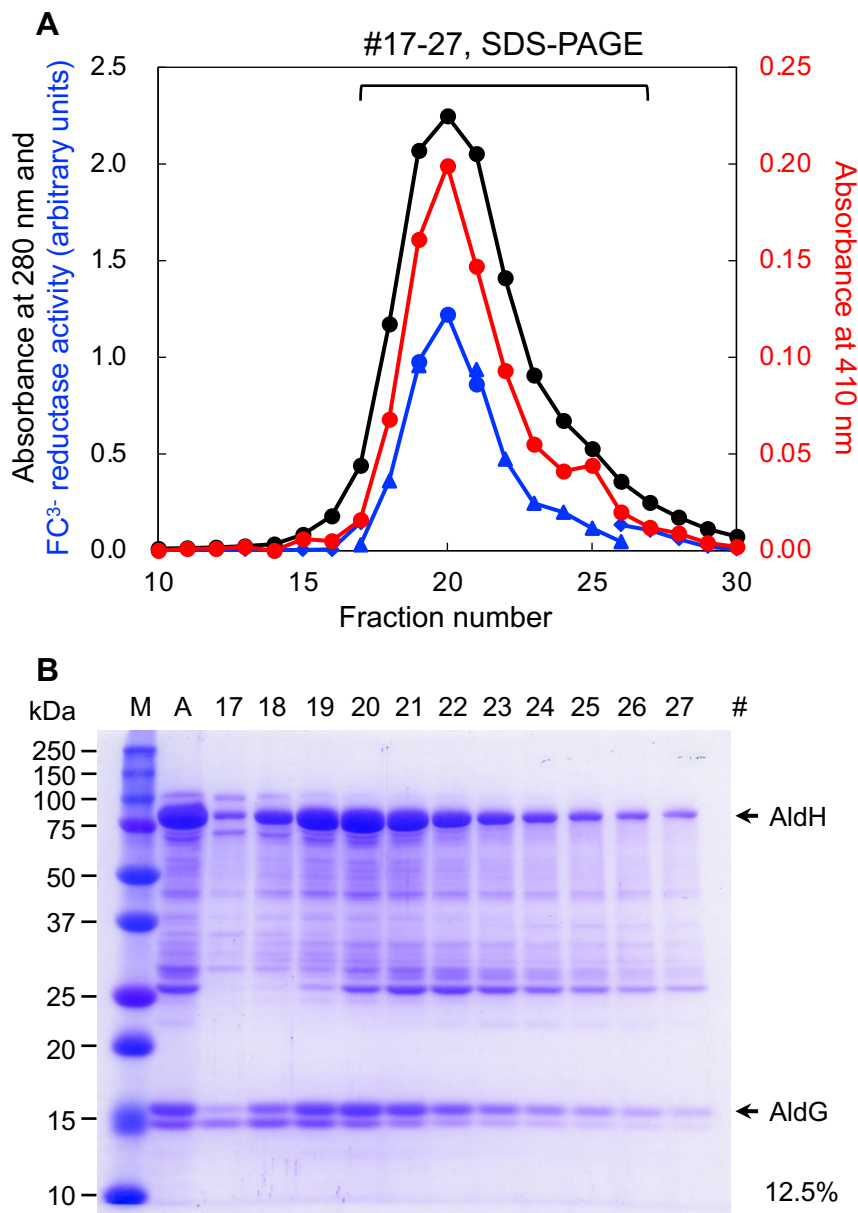 A
#17-27, SDS-PAGE
Absorbance at 280 nm and
FC³⁻ reductase activity (arbitrary units)
2.5
2.0
1.5
1.0
0.5
0.0
0.25
0.20
0.15
0.10
0.05
0.00
Absorbance at 410 nm
10 15 20 25 30
Fraction number
B
kDa M A 17 18 19 20 21 22 23 24 25 26 27 #
250
150
100
75
50
37
25
20
15
10
AldH
AldG
12.5%